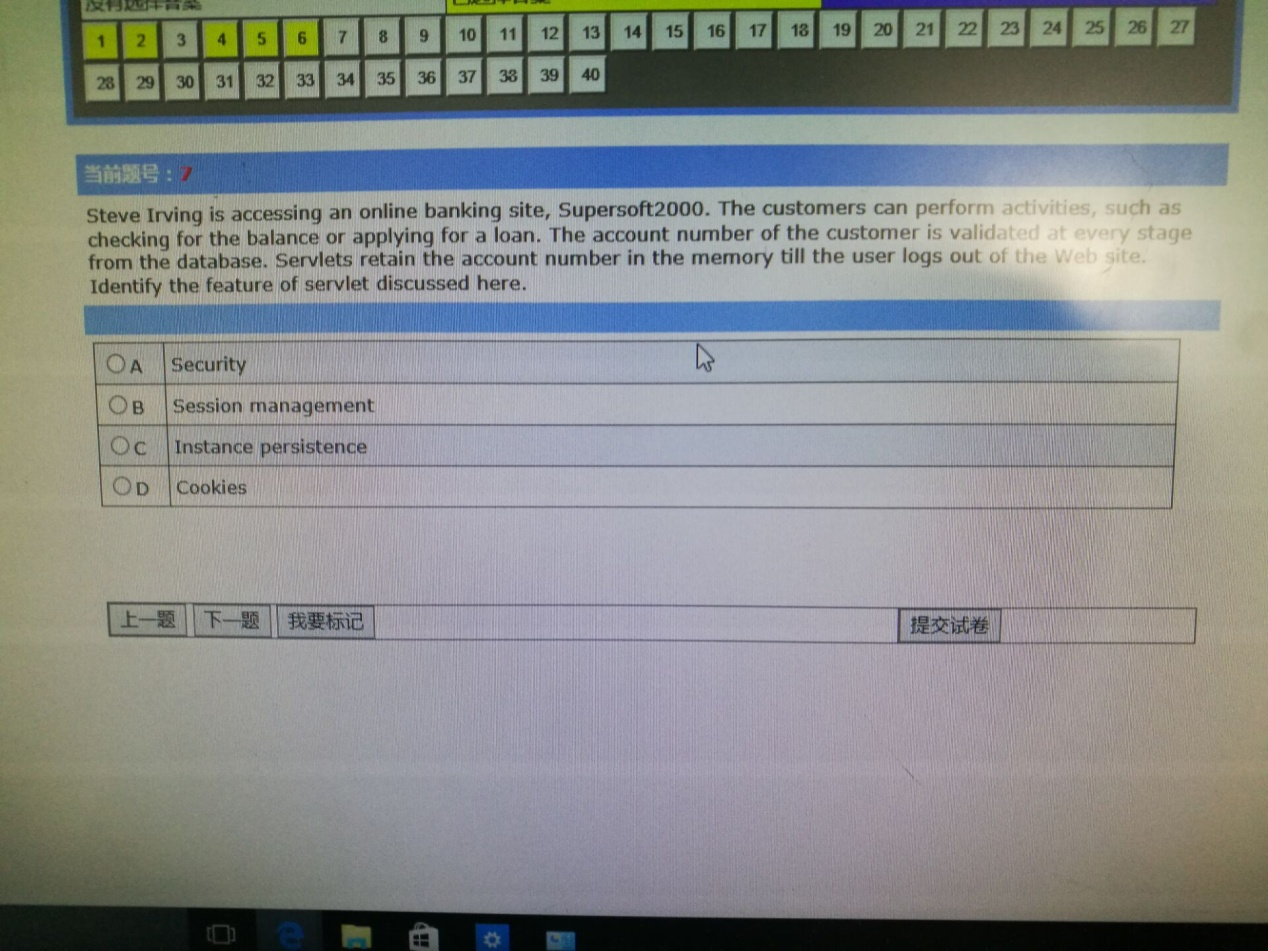 1 2 3 4 5 6 7 8 9 10 11 12 13 14 15 16 17 18 19 20 21 22 23 24 25 26 27
28 29 30 31 32 33 34 35 36 37 38 39 40
当前题号：7
Steve Irving is accessing an online banking site, Supersoft2000. The customers can perform activities, such as
checking for the balance or applying for a loan. The account number of the customer is validated at every stage
from the database. Servlets retain the account number in the memory till the user logs out of the Web site.
Identify the feature of servlet discussed here.
A Security
B Session management
C Instance persistence
D Cookies
上一题 下一题 我要标记 提交试卷